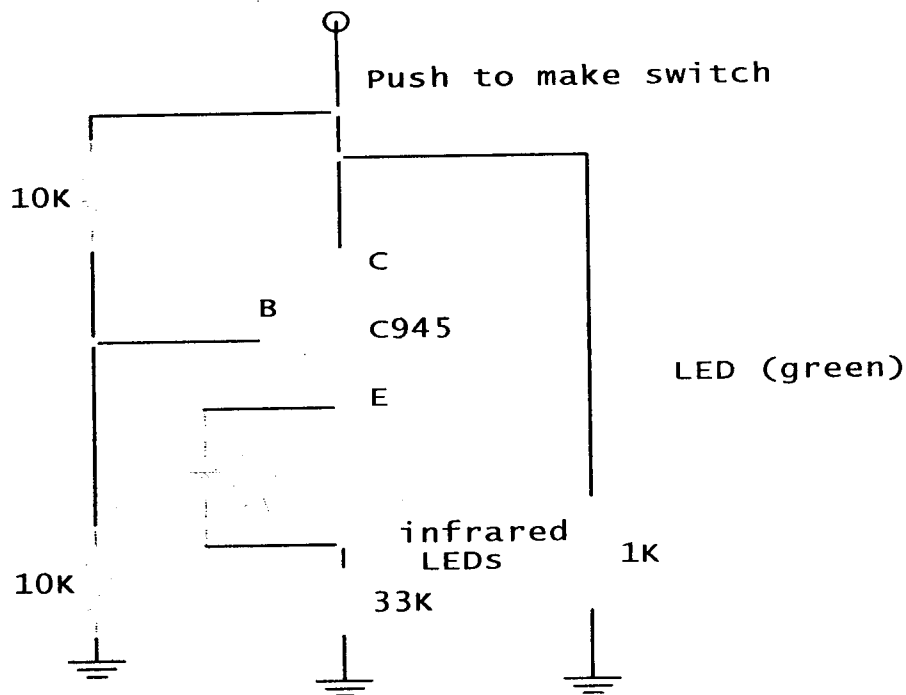 Push to make switch
10K
C
B
C945
LED (green)
E
infrared
LEDs
1K
10K
33K